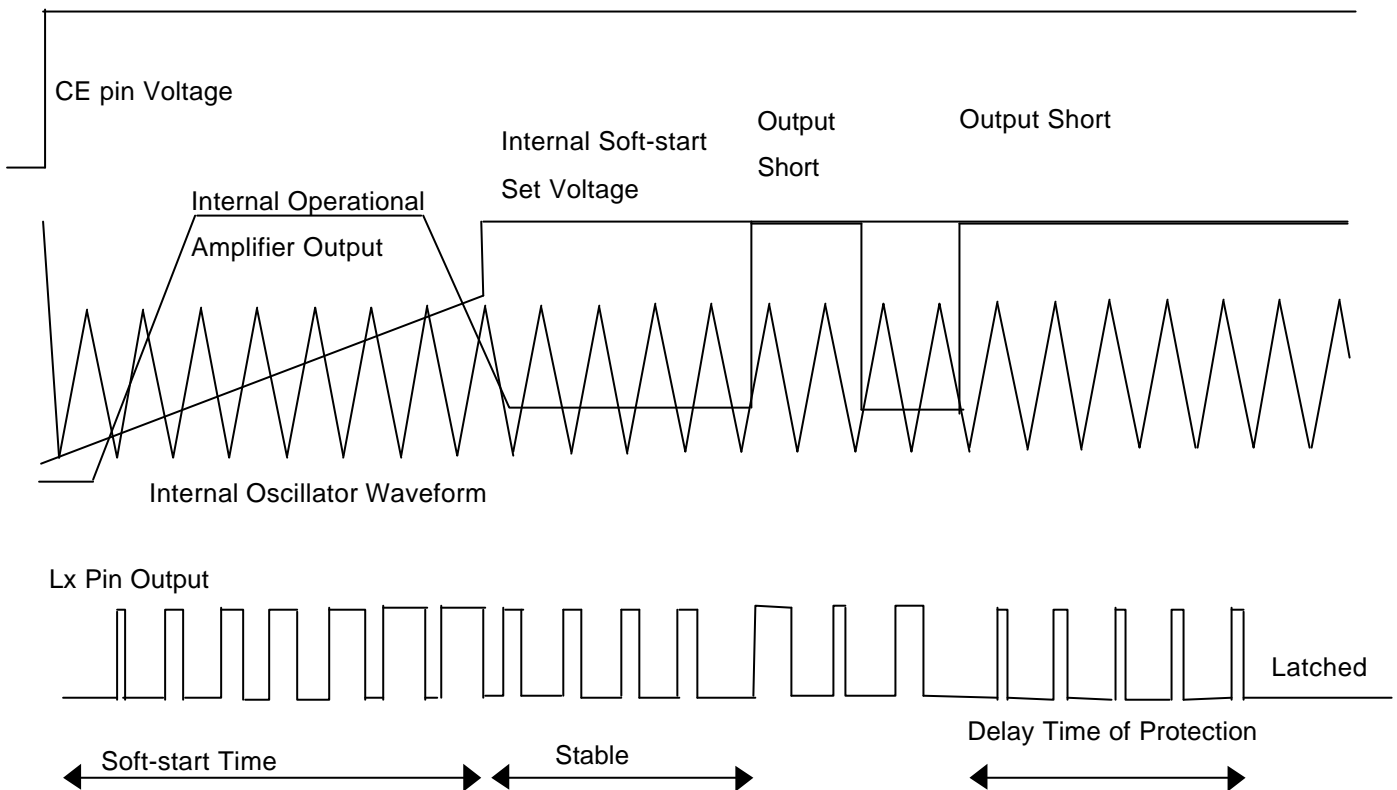 CE pin Voltage
Internal Soft-start
Set Voltage
Output
Short
Output Short
Internal Operational
Amplifier Output
Internal Oscillator Waveform
Lx Pin Output
Latched
Delay Time of Protection
Soft-start Time
Stable